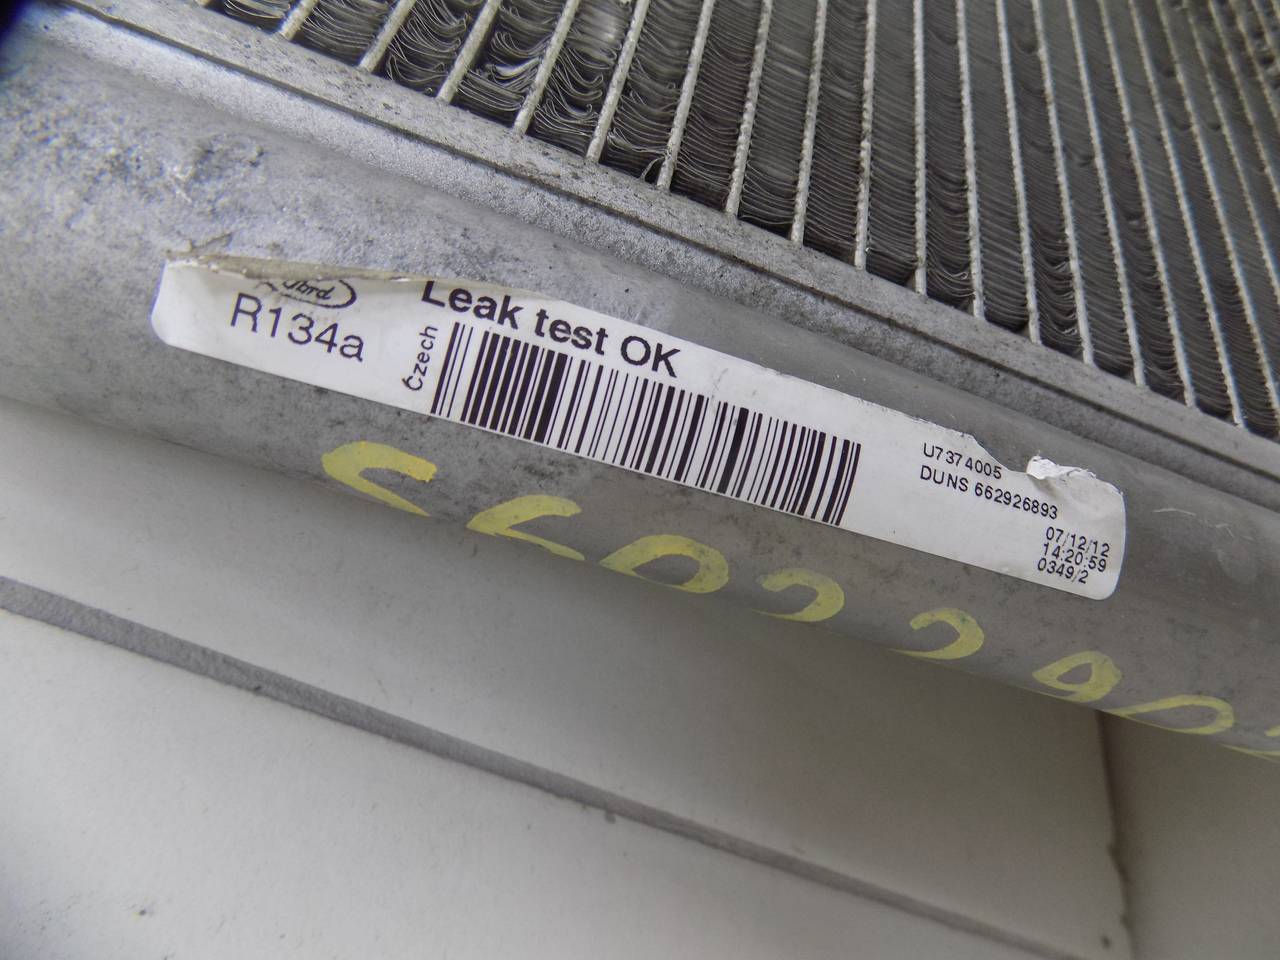 Ford
R134a
Leak test OK
Czech
U7374005
DUNS 662926893
07/12/12
14:20:59
0349/2